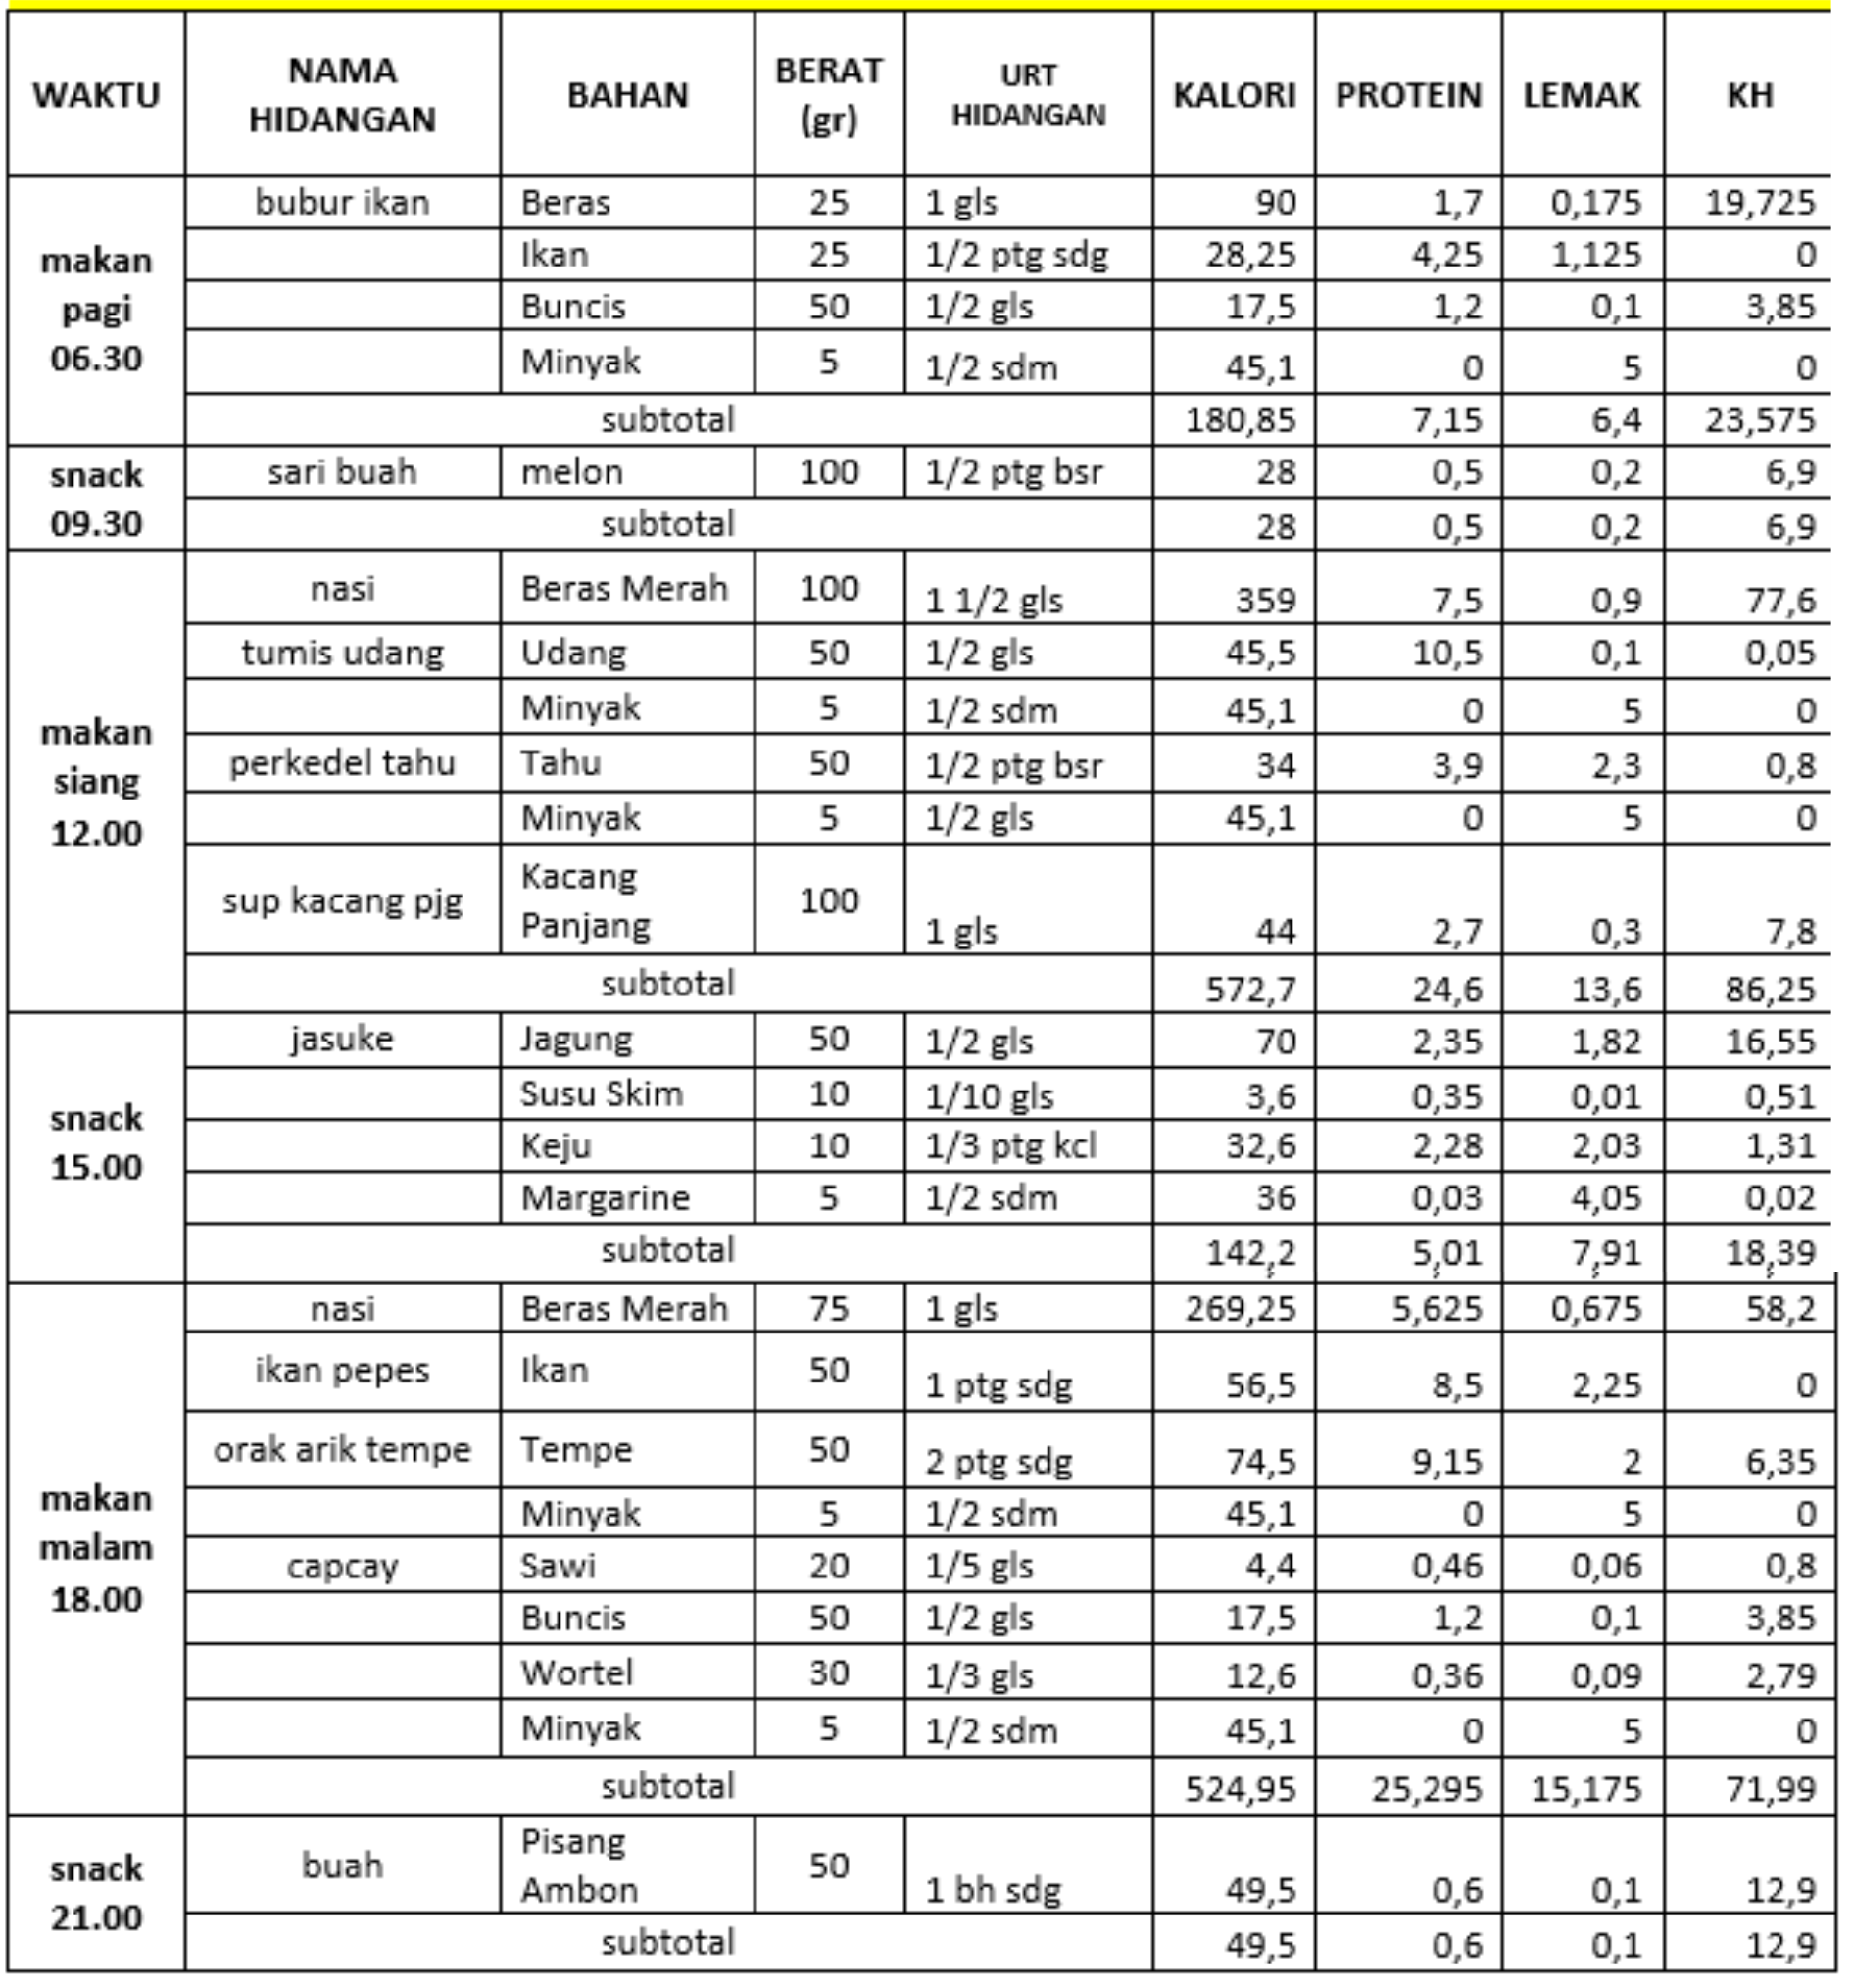 WAKTU NAMA HIDANGAN BAHAN BERAT (gr) URT HIDANGAN KALORI PROTEIN LEMAK KH
makan pagi 06.30 bubur ikan Beras 25 1 gls 90 1,7 0,175 19,725
Ikan 25 1/2 ptg sdg 28,25 4,25 1,125 0
Buncis 50 1/2 gls 17,5 1,2 0,1 3,85
Minyak 5 1/2 sdm 45,1 0 5 0
subtotal 180,85 7,15 6,4 23,575
snack 09.30 sari buah melon 100 1/2 ptg bsr 28 0,5 0,2 6,9
subtotal 28 0,5 0,2 6,9
makan siang 12.00 nasi Beras Merah 100 1 1/2 gls 359 7,5 0,9 77,6
tumis udang Udang 50 1/2 gls 45,5 10,5 0,1 0,05
Minyak 5 1/2 sdm 45,1 0 5 0
perkedel tahu Tahu 50 1/2 ptg bsr 34 3,9 2,3 0,8
Minyak 5 1/2 gls 45,1 0 5 0
sup kacang pjg Kacang Panjang 100 1 gls 44 2,7 0,3 7,8
subtotal 572,7 24,6 13,6 86,25
snack 15.00 jasuke Jagung 50 1/2 gls 70 2,35 1,82 16,55
Susu Skim 10 1/10 gls 3,6 0,35 0,01 0,51
Keju 10 1/3 ptg kcl 32,6 2,28 2,03 1,31
Margarine 5 1/2 sdm 36 0,03 4,05 0,02
subtotal 142,2 5,01 7,91 18,39
makan malam 18.00 nasi Beras Merah 75 1 gls 269,25 5,625 0,675 58,2
ikan pepes Ikan 50 1 ptg sdg 56,5 8,5 2,25 0
orak arik tempe Tempe 50 2 ptg sdg 74,5 9,15 2 6,35
Minyak 5 1/2 sdm 45,1 0 5 0
capcay Sawi 20 1/5 gls 4,4 0,46 0,06 0,8
Buncis 50 1/2 gls 17,5 1,2 0,1 3,85
Wortel 30 1/3 gls 12,6 0,36 0,09 2,79
Minyak 5 1/2 sdm 45,1 0 5 0
subtotal 524,95 25,295 15,175 71,99
snack 21.00 buah Pisang Ambon 50 1 bh sdg 49,5 0,6 0,1 12,9
subtotal 49,5 0,6 0,1 12,9